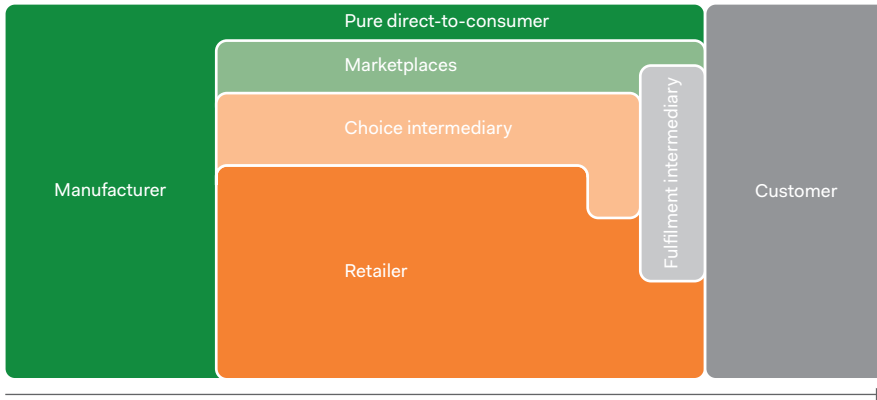 Pure direct-to-consumer
Marketplaces
Choice intermediary
Fulfilment intermediary
Manufacturer
Customer
Retailer